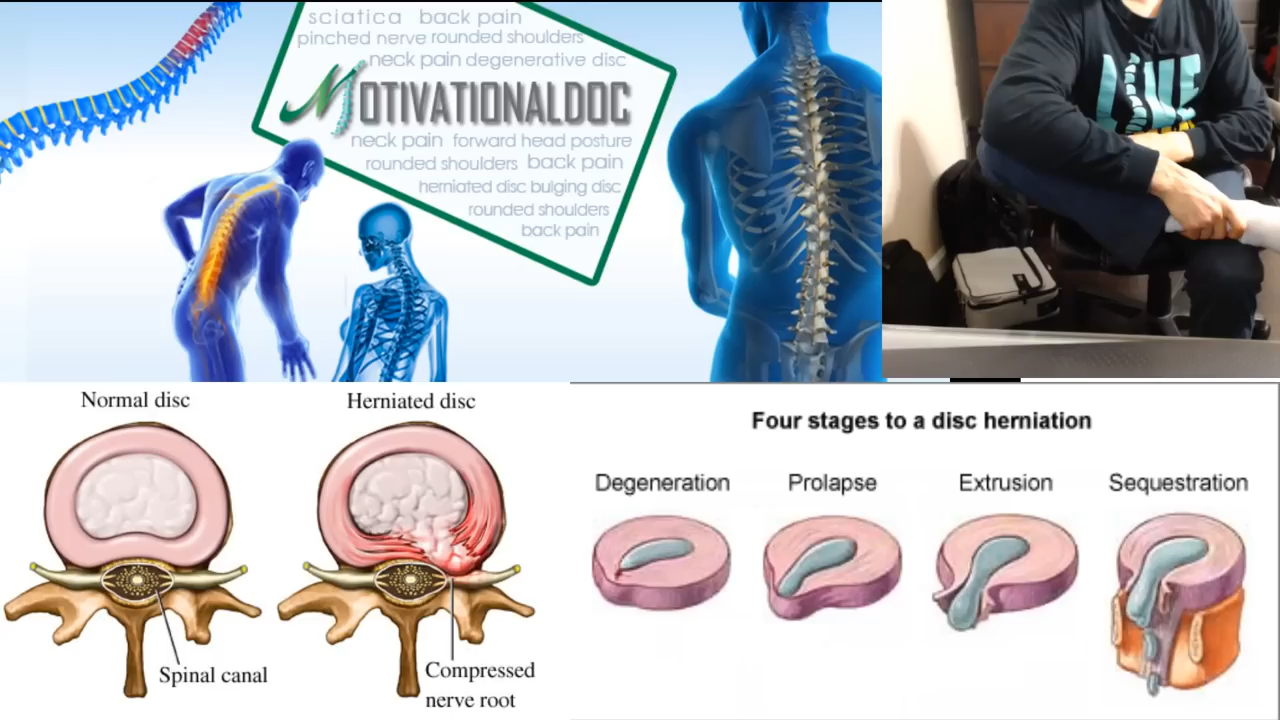 sciatica back pain
pinched nerve rounded shoulders
neck pain degenerative disc
MOTIVATIONALDOC
neck pain forward head posture
rounded shoulders back pain
herniated disc bulging disc
rounded shoulders
back pain
Normal disc
Herniated disc
Spinal canal
Compressed
nerve root
Four stages to a disc herniation
Degeneration Prolapse Extrusion Sequestration